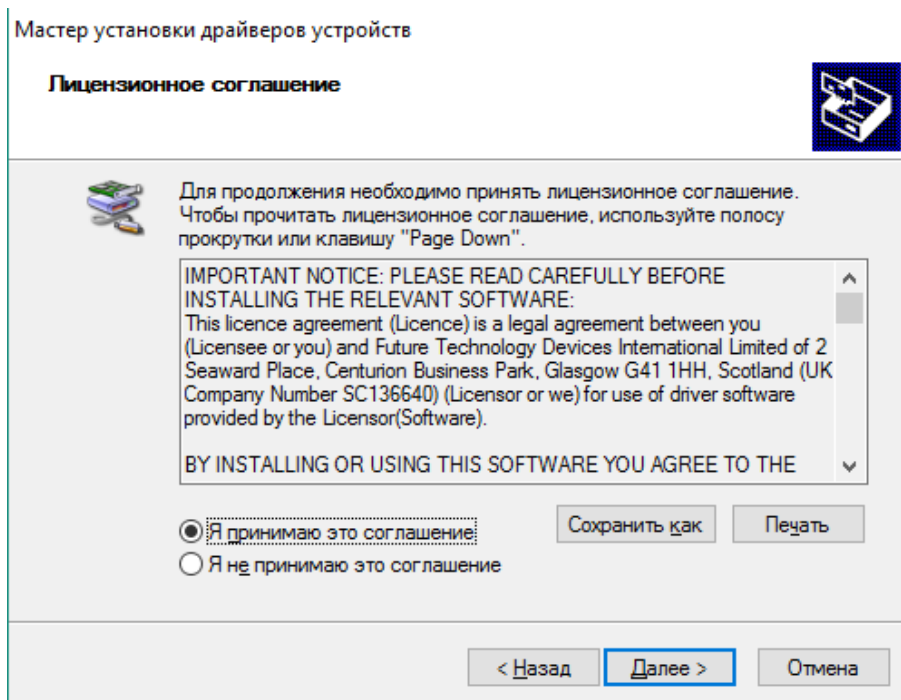 Мастер установки драйверов устройств
Лицензионное соглашение
Для продолжения необходимо принять лицензионное соглашение.
Чтобы прочитать лицензионное соглашение, используйте полосу
прокрутки или клавишу "Page Down".
IMPORTANT NOTICE: PLEASE READ CAREFULLY BEFORE
INSTALLING THE RELEVANT SOFTWARE:
This licence agreement (Licence) is a legal agreement between you
(Licensee or you) and Future Technology Devices International Limited of 2
Seaward Place, Centurion Business Park, Glasgow G41 1HH, Scotland (UK
Company Number SC136640) (Licensor or we) for use of driver software
provided by the Licensor(Software).
BY INSTALLING OR USING THIS SOFTWARE YOU AGREE TO THE
Я принимаю это соглашение
Сохранить как
Печать
Я не принимаю это соглашение
< Назад
Далее >
Отмена